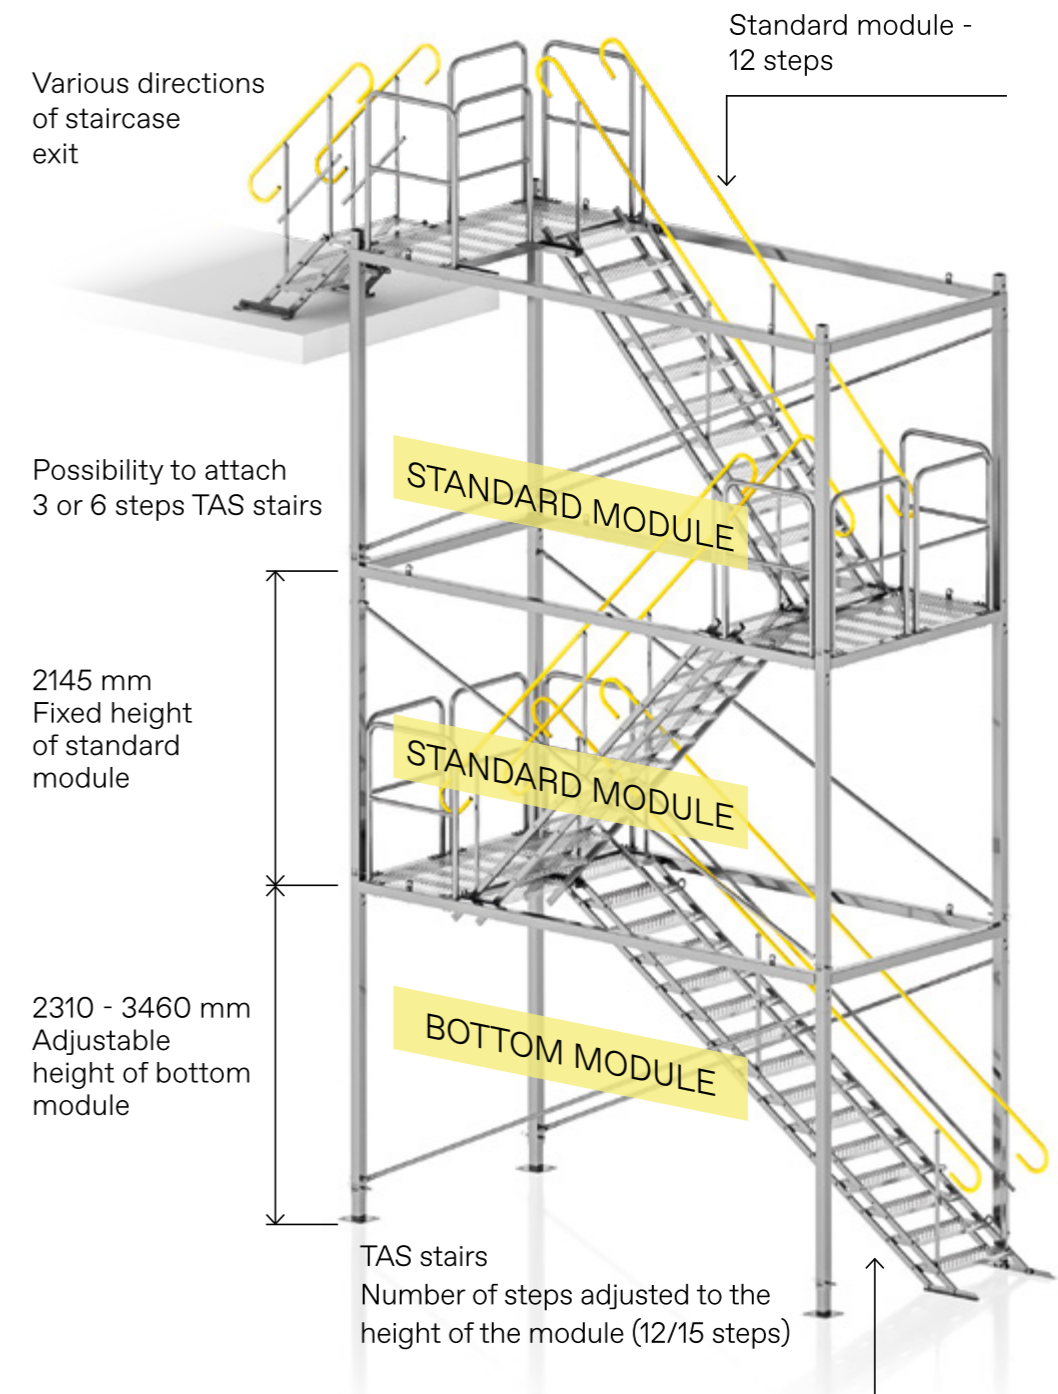 Standard module -
12 steps
Various directions
of staircase
exit
Possibility to attach
3 or 6 steps TAS stairs
STANDARD MODULE
2145 mm
Fixed height
of standard
module
STANDARD MODULE
2310 - 3460 mm
Adjustable
height of bottom
module
BOTTOM MODULE
TAS stairs
Number of steps adjusted to the
height of the module (12/15 steps)